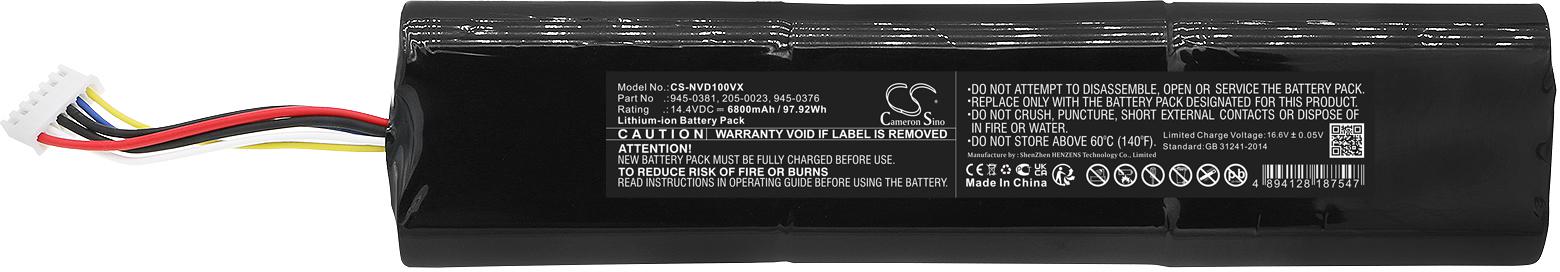 Model No.: CS-NVD100VX
Part No .: 945-0381, 205-0023, 945-0376
Rating .: 14.4VDC ⎓ 6800mAh / 97.92Wh
Lithium-ion Battery Pack
CS
Cameron Sino
CAUTION WARRANTY VOID IF LABEL IS REMOVED
ATTENTION!
NEW BATTERY PACK MUST BE FULLY CHARGED BEFORE USE.
TO REDUCE RISK OF FIRE OR BURNS
READ INSTRUCTIONS IN OPERATING GUIDE BEFORE USING THE BATTERY.
•DO NOT ATTEMPT TO DISASSEMBLE, OPEN OR SERVICE THE BATTERY PACK.
•REPLACE ONLY WITH THE BATTERY PACK DESIGNATED FOR THIS PRODUCT.
•DO NOT CRUSH, PUNCTURE, SHORT EXTERNAL CONTACTS OR DISPOSE OF
IN FIRE OR WATER.
•DO NOT STORE ABOVE 60°C (140°F).
Limited Charge Voltage: 16.6V ± 0.05V
Standard: GB 31241-2014
Manufacture by : ShenZhen HENZENS Technology Co., Limited
CE UK CA
Made In China
Pb
4 894128 187547